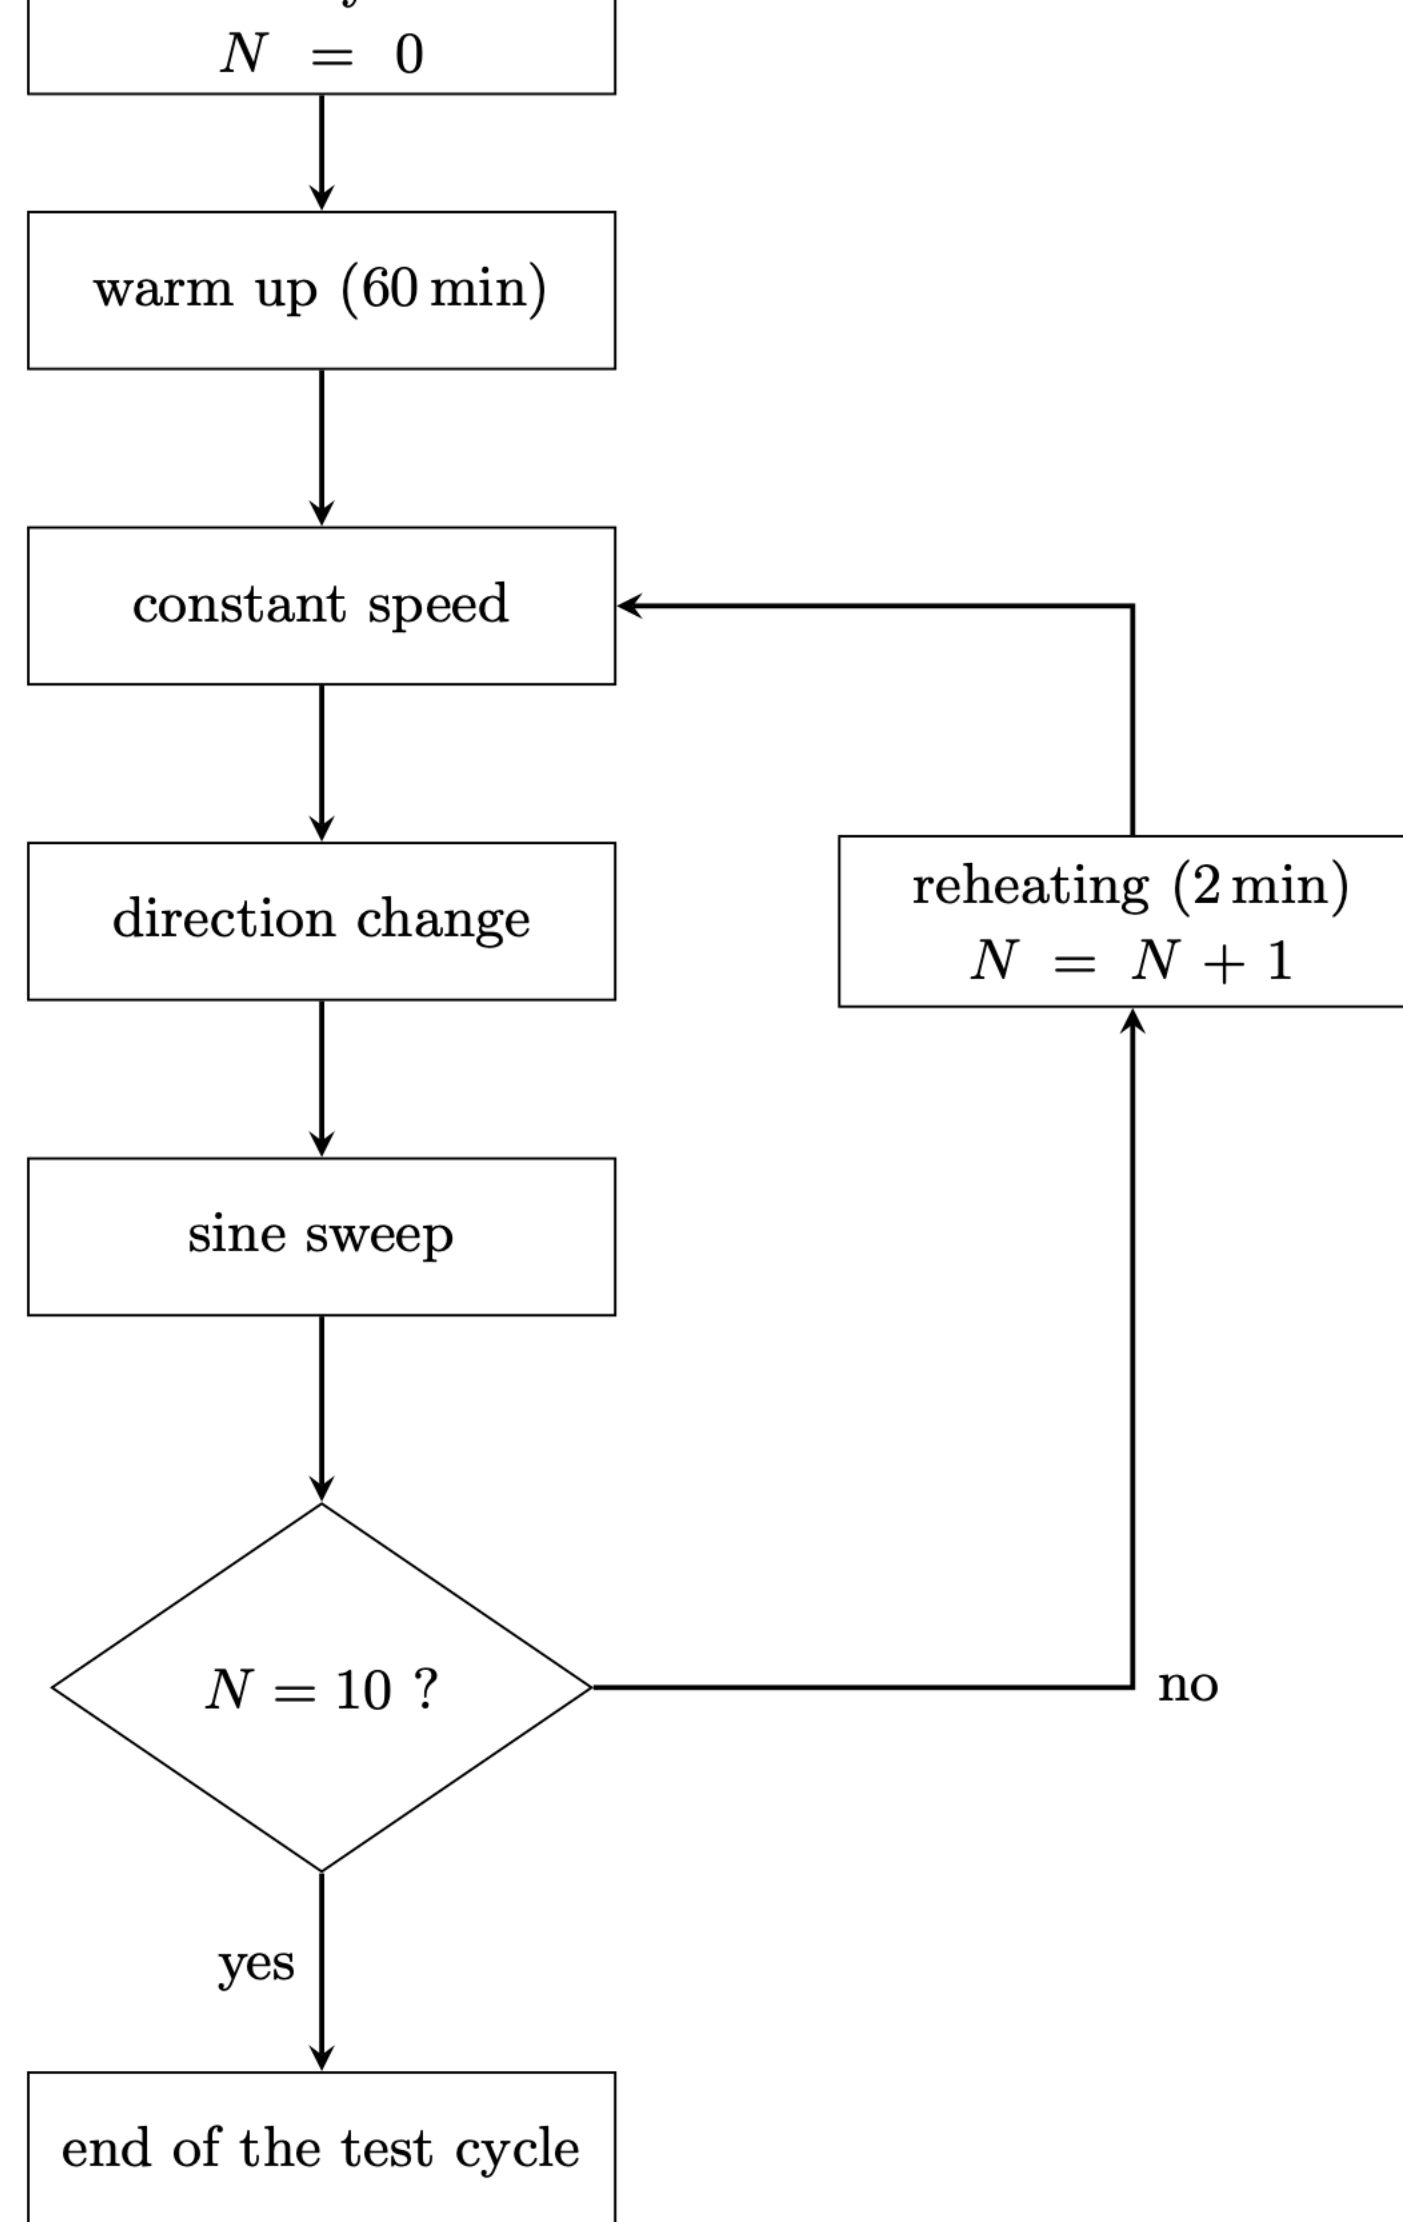 N = 0
warm up (60 min)
constant speed
direction change
reheating (2 min)
N = N + 1
sine sweep
N = 10 ?
no
yes
end of the test cycle